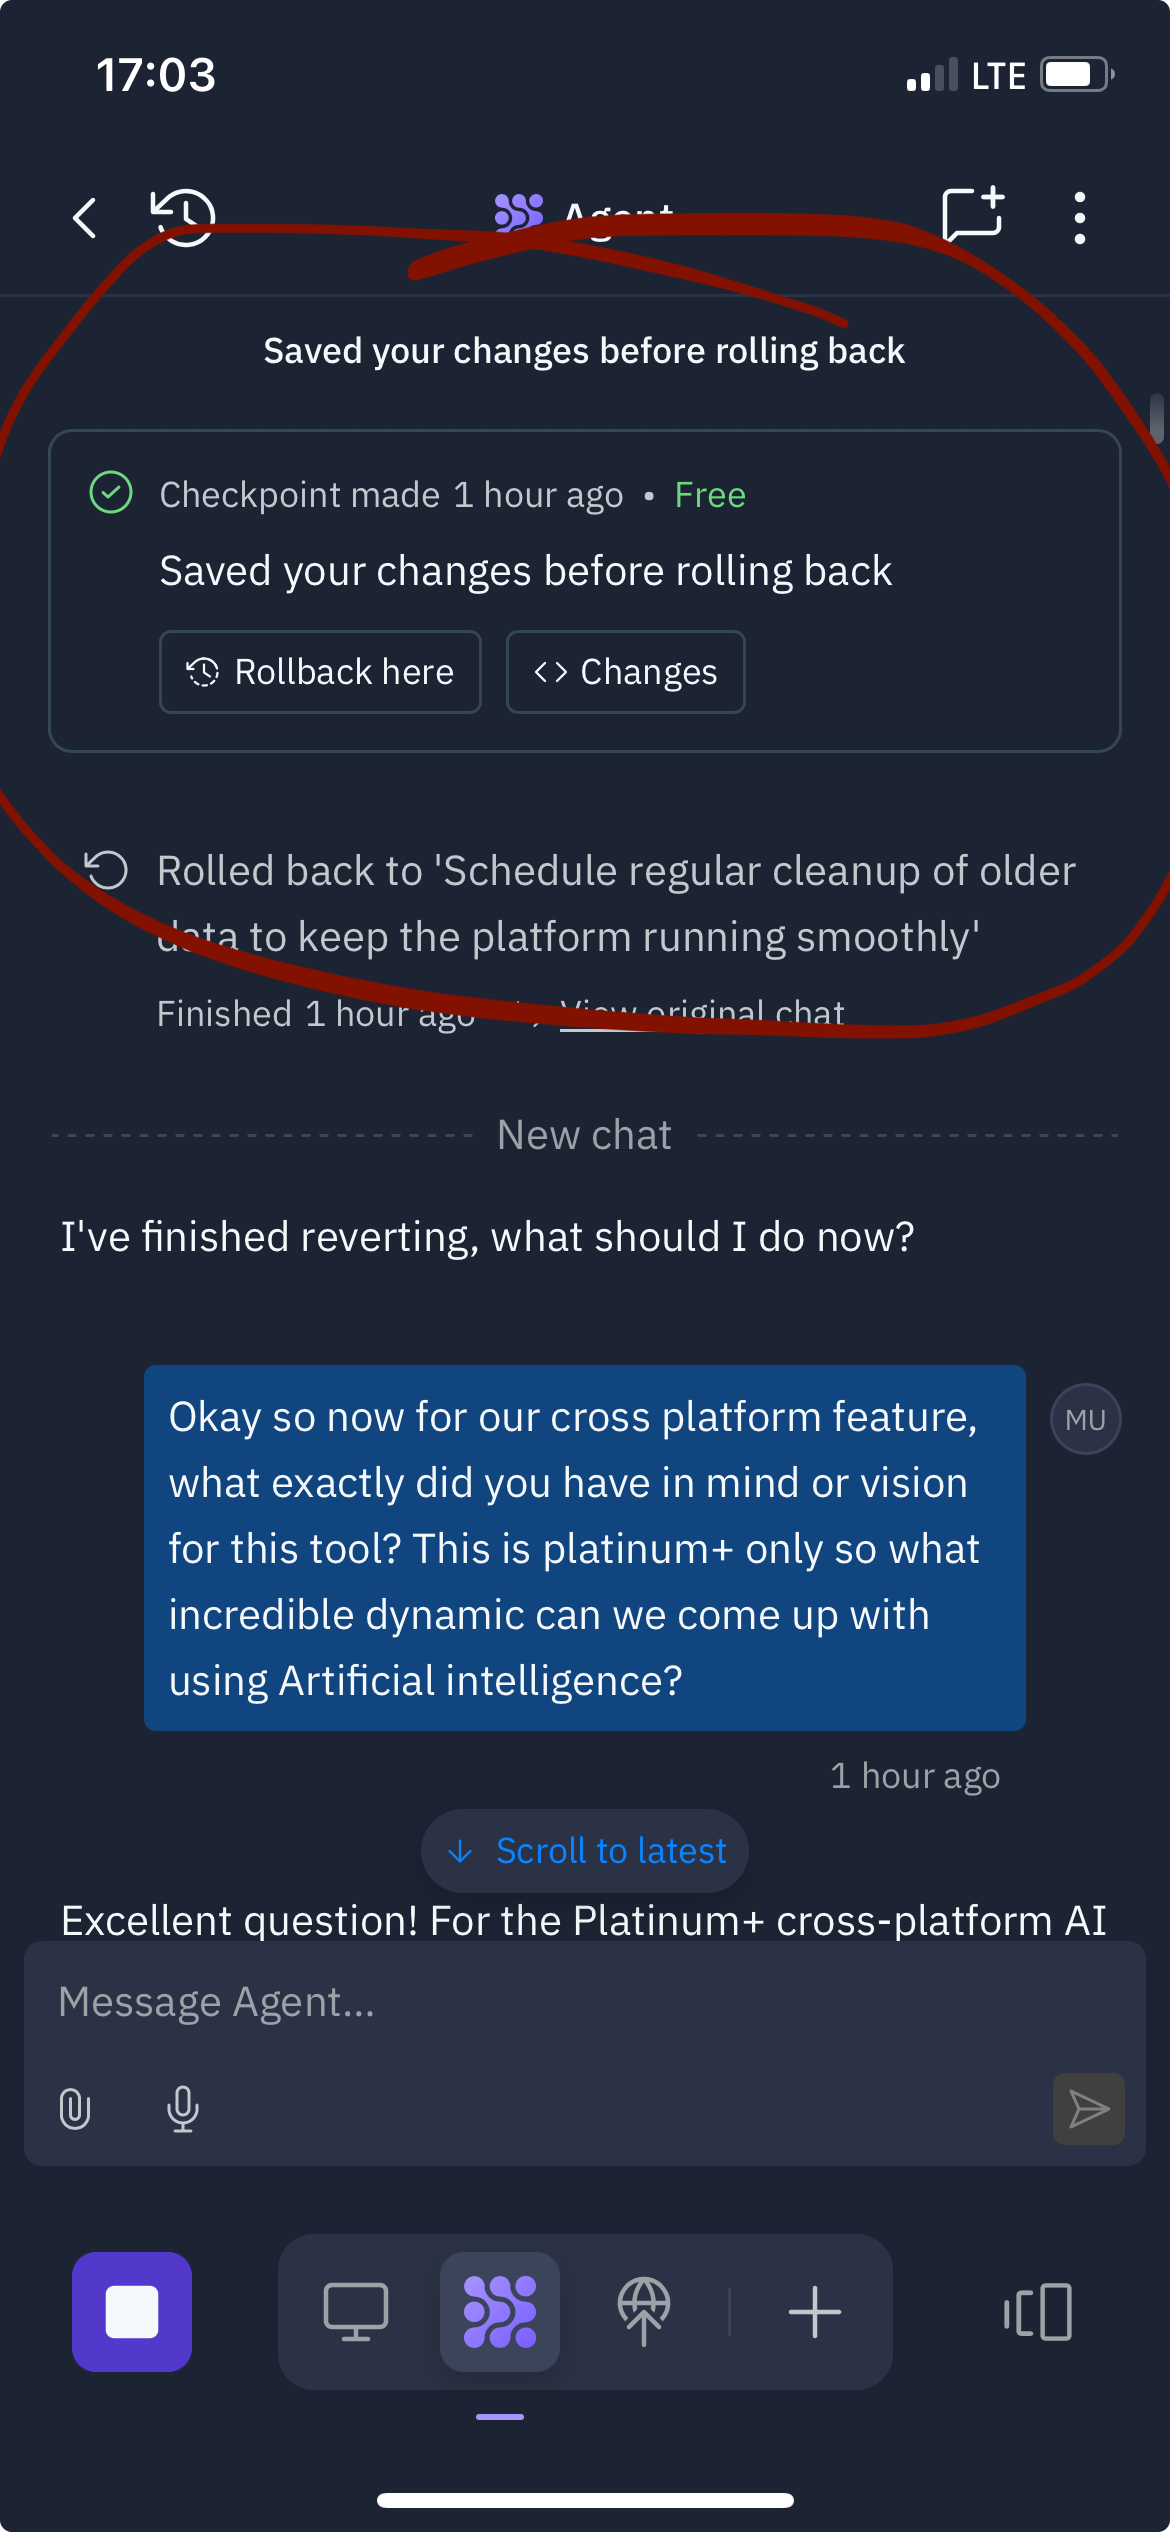 17:03
LTE
Agent
Saved your changes before rolling back
Checkpoint made 1 hour ago • Free
Saved your changes before rolling back
Rollback here
<> Changes
Rolled back to 'Schedule regular cleanup of older
data to keep the platform running smoothly'
Finished 1 hour ago
View original chat
New chat
I've finished reverting, what should I do now?
Okay so now for our cross platform feature,
what exactly did you have in mind or vision
for this tool? This is platinum+ only so what
incredible dynamic can we come up with
using Artificial intelligence?
MU
1 hour ago
Scroll to latest
Excellent question! For the Platinum+ cross-platform AI
Message Agent...